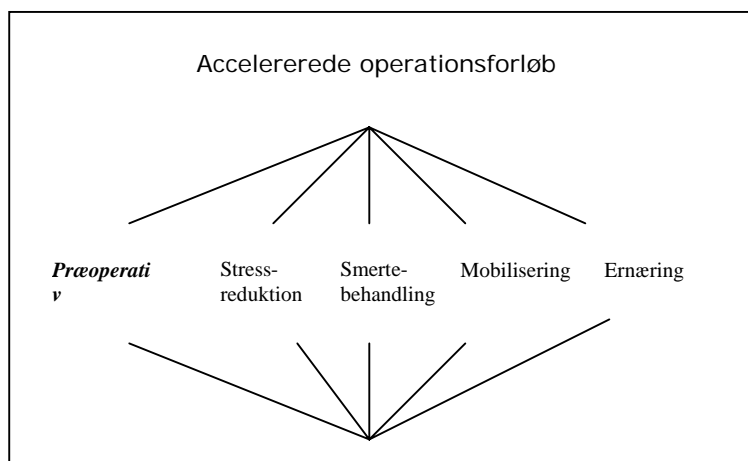 Accelererede operationsforløb
Præoperati
v
Stress-
reduktion
Smerte-
behandling
Mobilisering
Ernæring